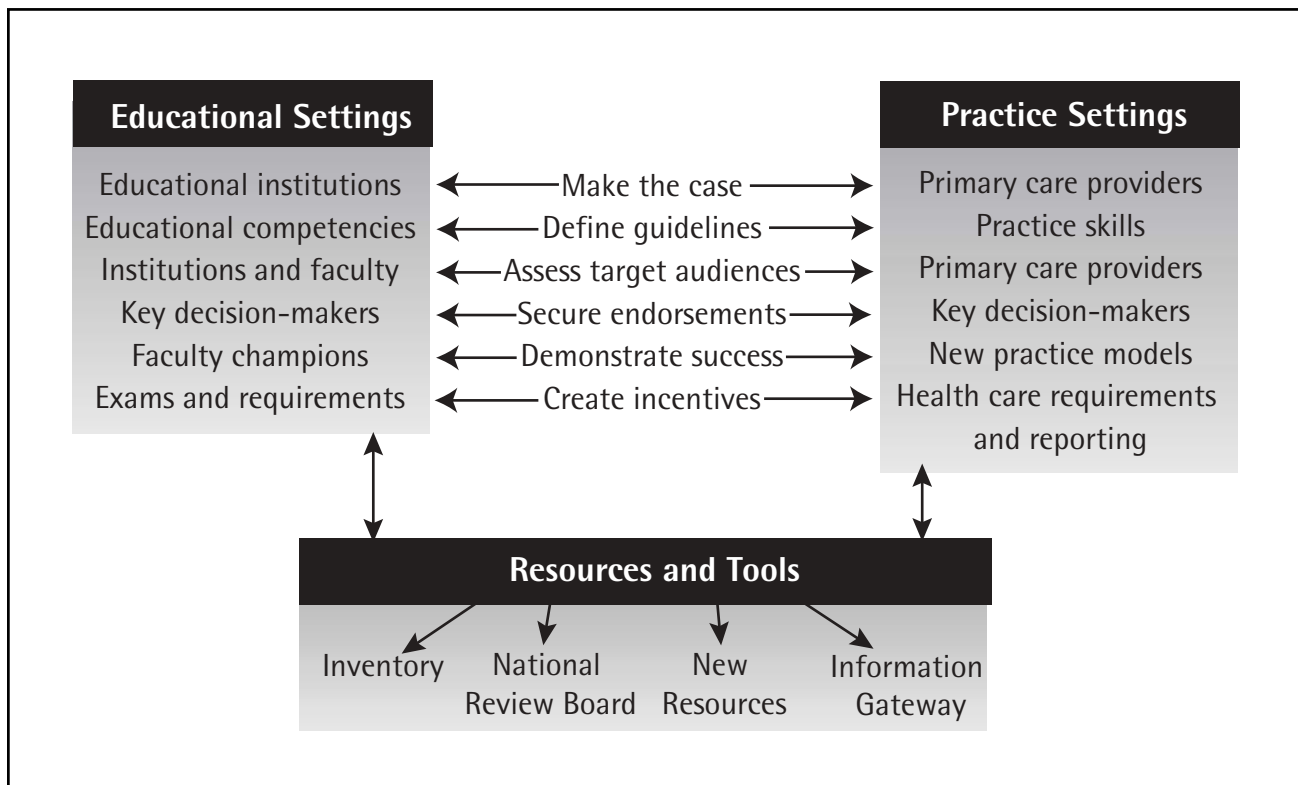 Educational Settings
Educational institutions
Educational competencies
Institutions and faculty
Key decision-makers
Faculty champions
Exams and requirements
Make the case
Define guidelines
Assess target audiences
Secure endorsements
Demonstrate success
Create incentives
Practice Settings
Primary care providers
Practice skills
Primary care providers
Key decision-makers
New practice models
Health care requirements
and reporting
Resources and Tools
Inventory
National
Review Board
New
Resources
Information
Gateway